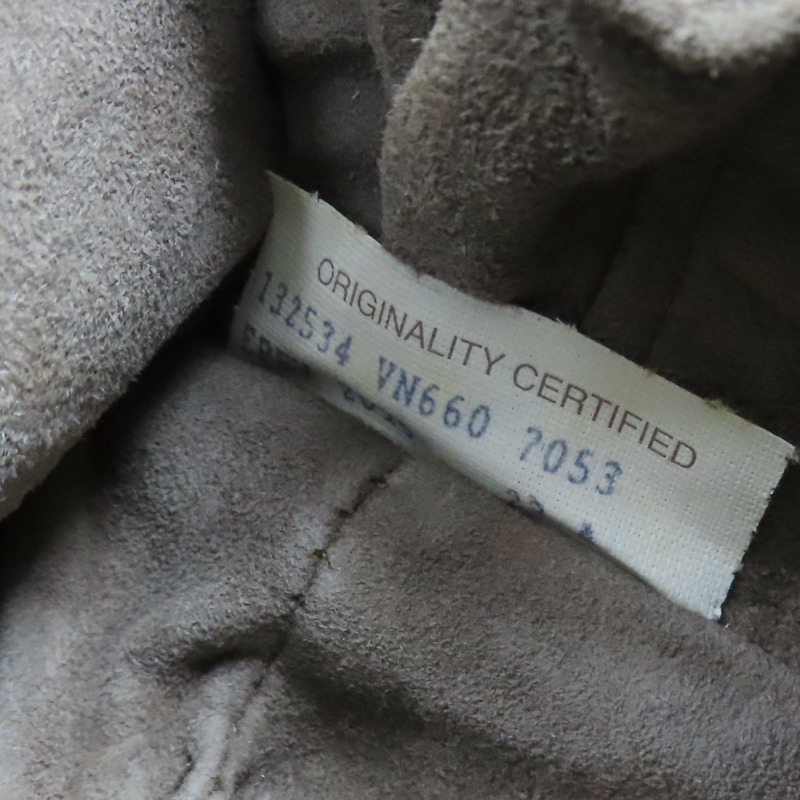 ORIGINALITY CERTIFIED
132534 VN660 7053